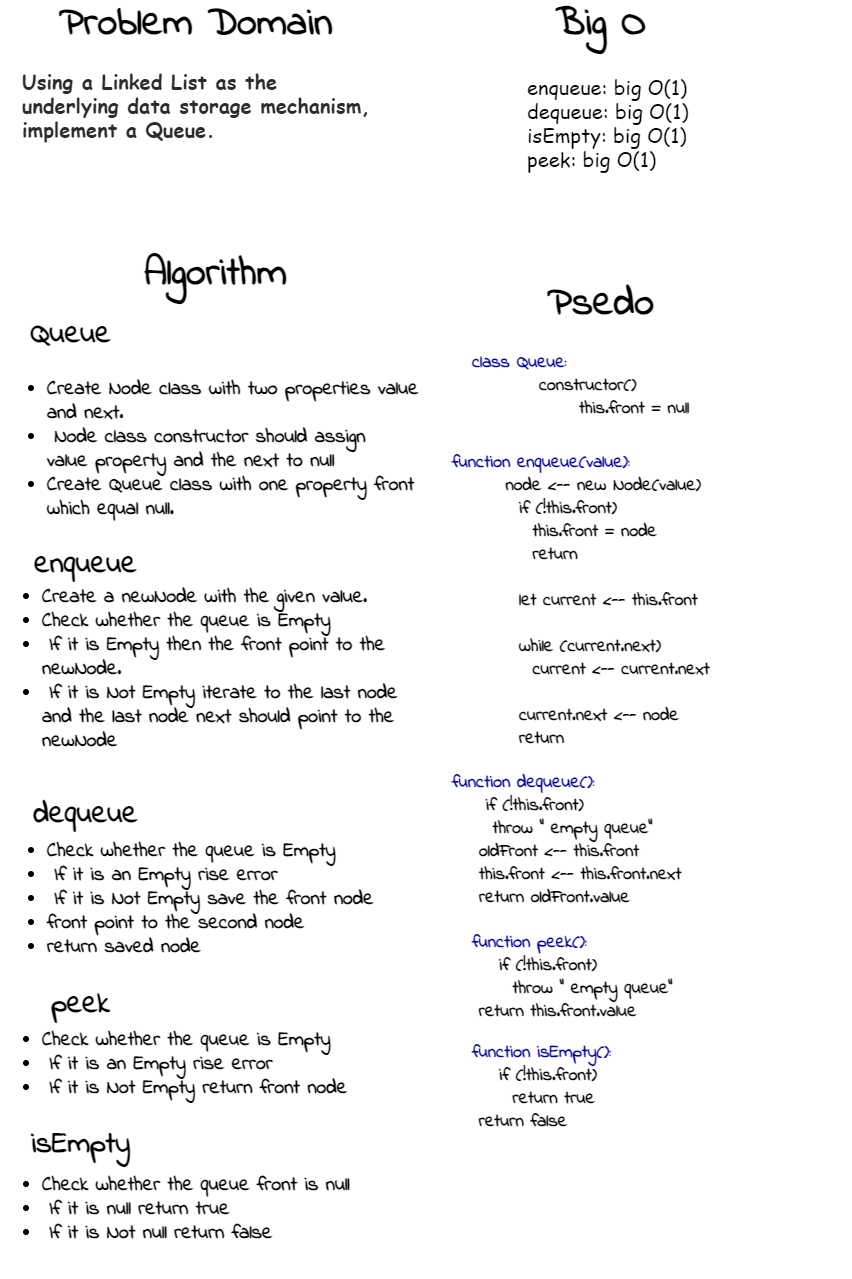 Problem Domain
Using a Linked List as the
underlying data storage mechanism,
implement a Queue.
Big O
enqueue: big O(1)
dequeue: big O(1)
isEmpty: big O(1)
peek: big O(1)
Algorithm
Queue
• Create Node class with two properties value
and next.
• Node class constructor should assign
value property and the next to null
• Create Queue class with one property front
which equal null.
enqueue
• Create a newNode with the given value.
• Check whether the queue is Empty
• If it is Empty then the front point to the
newNode.
• If it is Not Empty iterate to the last node
and the last node next should point to the
newNode
dequeue
• Check whether the queue is Empty
• If it is an Empty rise error
• If it is Not Empty save the front node
• front point to the second node
• return saved node
peek
• Check whether the queue is Empty
• If it is an Empty rise error
• If it is Not Empty return front node
isEmpty
• Check whether the queue front is null
• If it is null return true
• If it is Not null return false
Psedo
class Queue:
constructor()
this.front = null
function enqueue(value):
node <-- new Node(value)
if (!this.front)
this.front = node
return
let current <-- this.front
while (current.next)
current <-- current.next
current.next <-- node
return
function dequeue():
if (!this.front)
throw " empty queue"
oldFront <-- this.front
this.front <-- this.front.next
return oldFront.value
function peek():
if (!this.front)
throw " empty queue"
return this.front.value
function isEmpty():
if (!this.front)
return true
return false